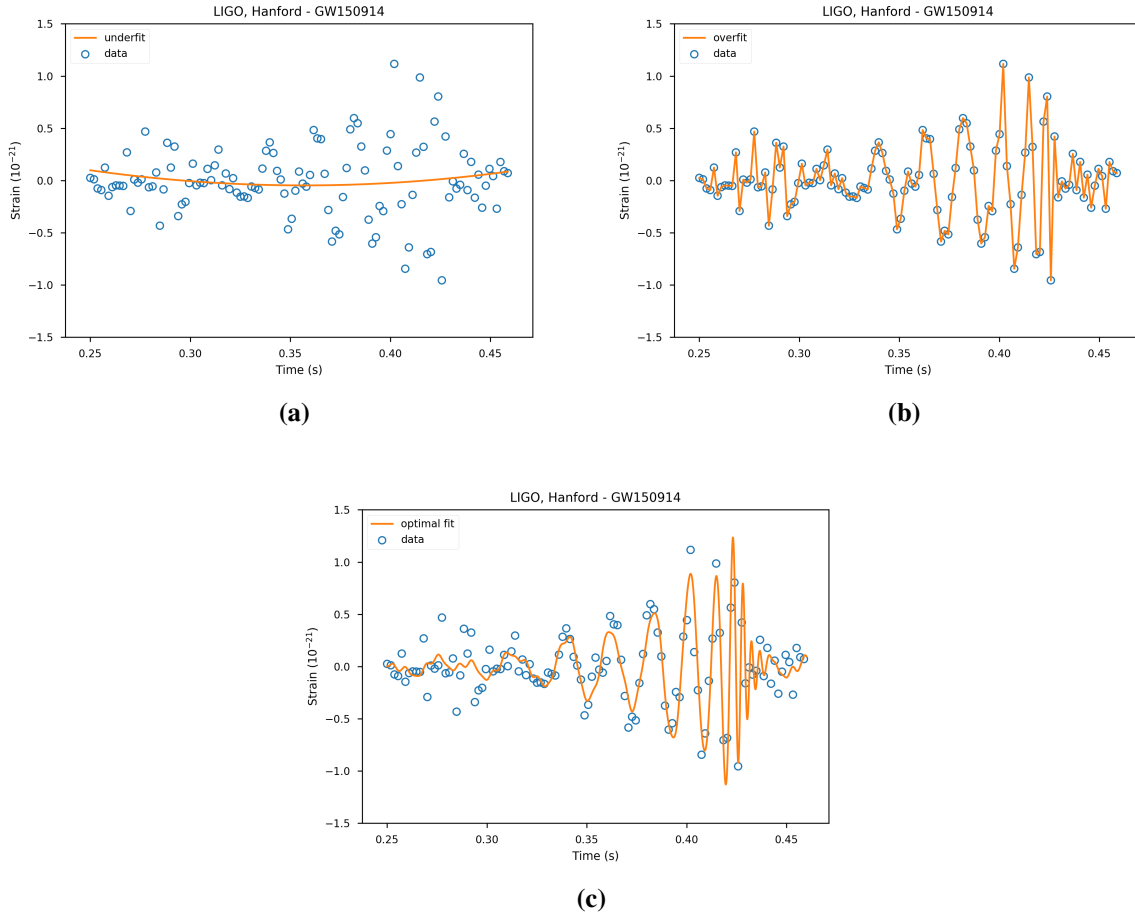 LIGO, Hanford - GW150914
underfit
data
Strain (10⁻²¹)
1.5
1.0
0.5
0.0
−0.5
−1.0
−1.5
0.25 0.30 0.35 0.40 0.45
Time (s)
(a)
LIGO, Hanford - GW150914
overfit
data
Strain (10⁻²¹)
1.5
1.0
0.5
0.0
−0.5
−1.0
−1.5
0.25 0.30 0.35 0.40 0.45
Time (s)
(b)
LIGO, Hanford - GW150914
optimal fit
data
Strain (10⁻²¹)
1.5
1.0
0.5
0.0
−0.5
−1.0
−1.5
0.25 0.30 0.35 0.40 0.45
Time (s)
(c)